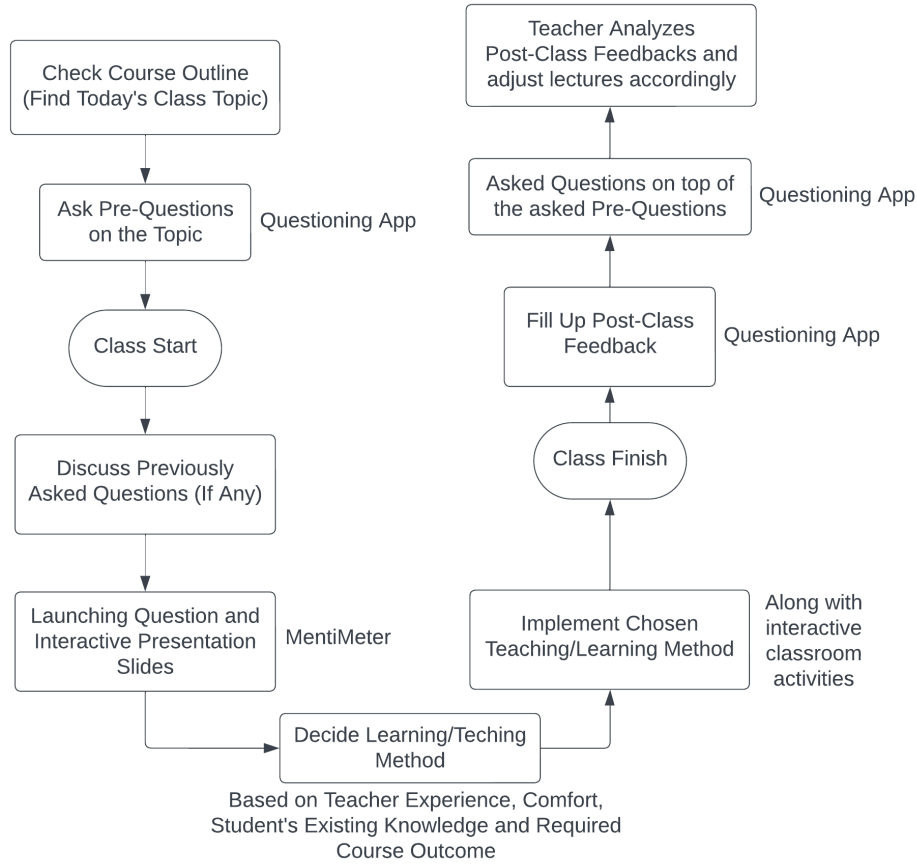 Check Course Outline
(Find Today's Class Topic)
Ask Pre-Questions
on the Topic
Questioning App
Class Start
Discuss Previously
Asked Questions (If Any)
Launching Question and
Interactive Presentation
Slides
MentiMeter
Decide Learning/Teching
Method
Based on Teacher Experience, Comfort,
Student's Existing Knowledge and Required
Course Outcome
Implement Chosen
Teaching/Learning Method
Along with
interactive
classroom
activities
Class Finish
Fill Up Post-Class
Feedback
Questioning App
Asked Questions on top of
the asked Pre-Questions
Questioning App
Teacher Analyzes
Post-Class Feedbacks and
adjust lectures accordingly